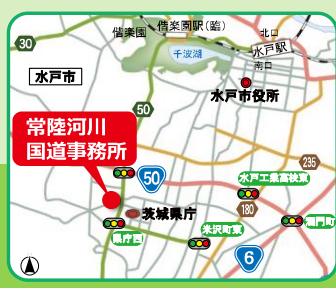 偕楽園
偕楽園駅(臨)
北口
水戸駅
南口
千波湖
30
水戸市
水戸市役所
50
常陸河川
国道事務所
235
水戸工業高校東
50
茨城県庁
180
県庁西
米沢町東
6